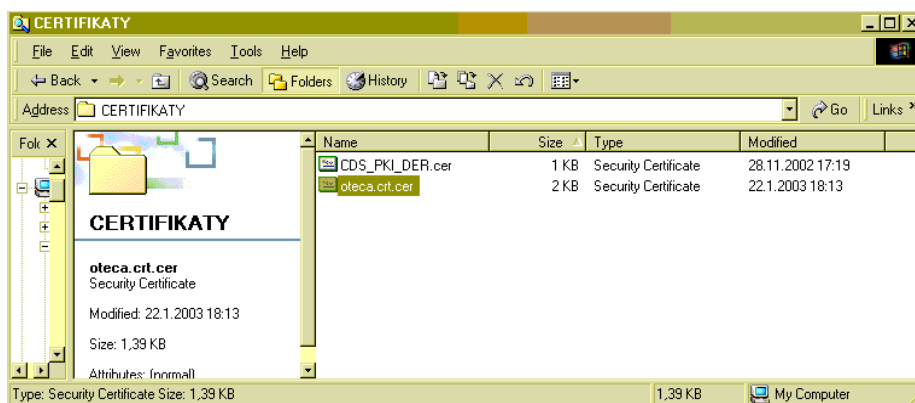 CERTIFIKATY
File Edit View Favorites Tools Help
Back Search Folders History
Address CERTIFIKATY Go Links »
Folc
Name Size Type Modified
CDS_PKI_DER.cer 1 KB Security Certificate 28.11.2002 17:19
oteca.crt.cer 2 KB Security Certificate 22.1.2003 18:13
CERTIFIKATY
oteca.crt.cer
Security Certificate
Modified: 22.1.2003 18:13
Size: 1,39 KB
Attributes: (normal)
Type: Security Certificate Size: 1,39 KB 1,39 KB My Computer